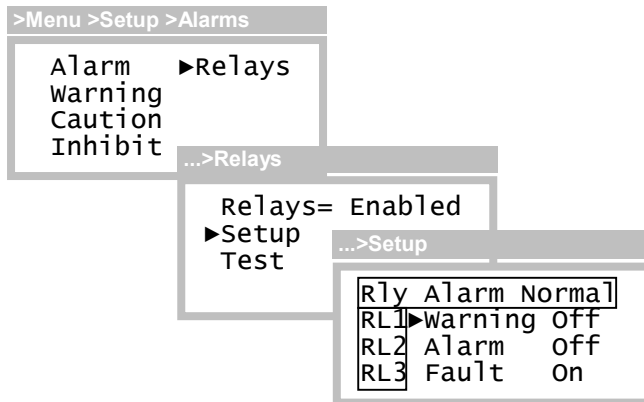 >Menu >Setup >Alarms
Alarm ►Relays
Warning
Caution
Inhibit
...>Relays
Relays= Enabled
►Setup
Test
...>Setup
Rly Alarm Normal
RL1►Warning Off
RL2 Alarm Off
RL3 Fault On